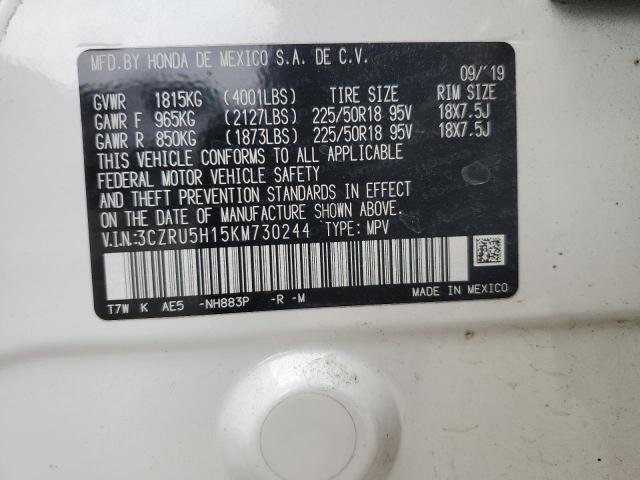 MFD.BY HONDA DE MEXICO S.A. DE C.V.
09/'19
GVWR 1815KG (4001LBS) TIRE SIZE RIM SIZE
GAWR F 965KG (2127LBS) 225/50R18 95V 18X7.5J
GAWR R 850KG (1873LBS) 225/50R18 95V 18X7.5J
THIS VEHICLE CONFORMS TO ALL APPLICABLE
FEDERAL MOTOR VEHICLE SAFETY
AND THEFT PREVENTION STANDARDS IN EFFECT
ON THE DATE OF MANUFACTURE SHOWN ABOVE.
V.I.N.:3CZRU5H15KM730244 TYPE: MPV
T7W K AE5 -NH883P -R -M MADE IN MEXICO